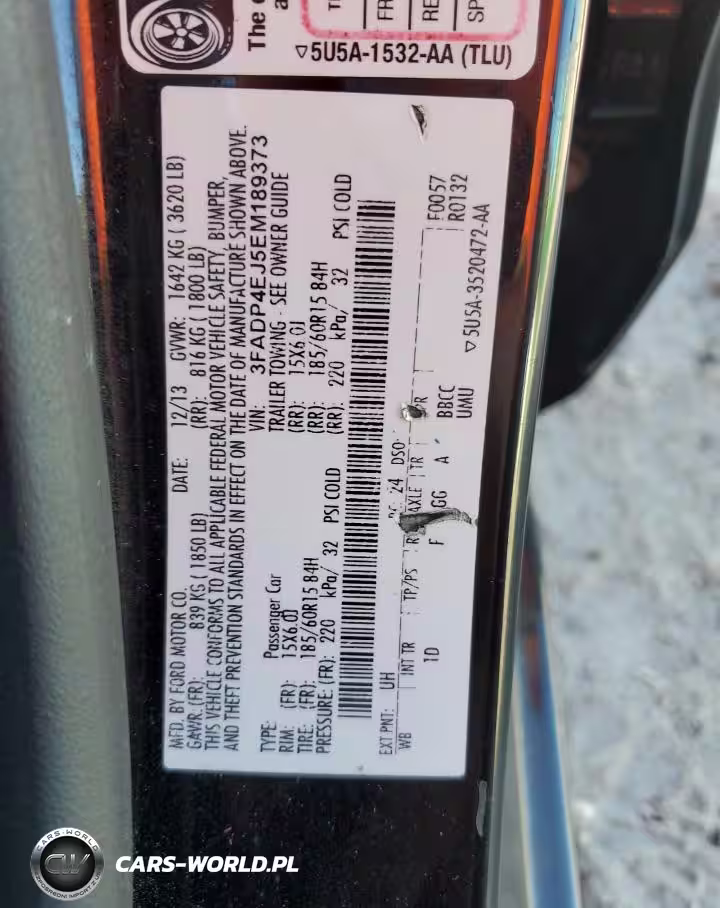 The
5U5A-1532-AA (TLU)
MFD. BY FORD MOTOR CO. DATE: 12/13 GVWR: 1642 KG ( 3620 LB)
GAWR: (FR): 839 KG ( 1850 LB) (RR): 816 KG ( 1800 LB)
THIS VEHICLE CONFORMS TO ALL APPLICABLE FEDERAL MOTOR VEHICLE SAFETY, BUMPER,
AND THEFT PREVENTION STANDARDS IN EFFECT ON THE DATE OF MANUFACTURE SHOWN ABOVE.
VIN: 3FADP4EJ5EM189373
TYPE: Passenger Car TRAILER TOWING - SEE OWNER GUIDE
RIM: (FR): 15X6.0J (RR): 15X6.0J
TIRE: (FR): 185/60R15 84H (RR): 185/60R15 84H
PRESSURE: (FR): 220 kPa/ 32 PSI COLD (RR): 220 kPa/ 32 PSI COLD
EXT PNT: UH 24 DSO: F0057
WB INT TR TP/PS AXLE TR R0132
1D F GG A BBCC
UMU
5U5A-3520472-AA
CARS-WORLD
CW
CARS-WORLD.PL